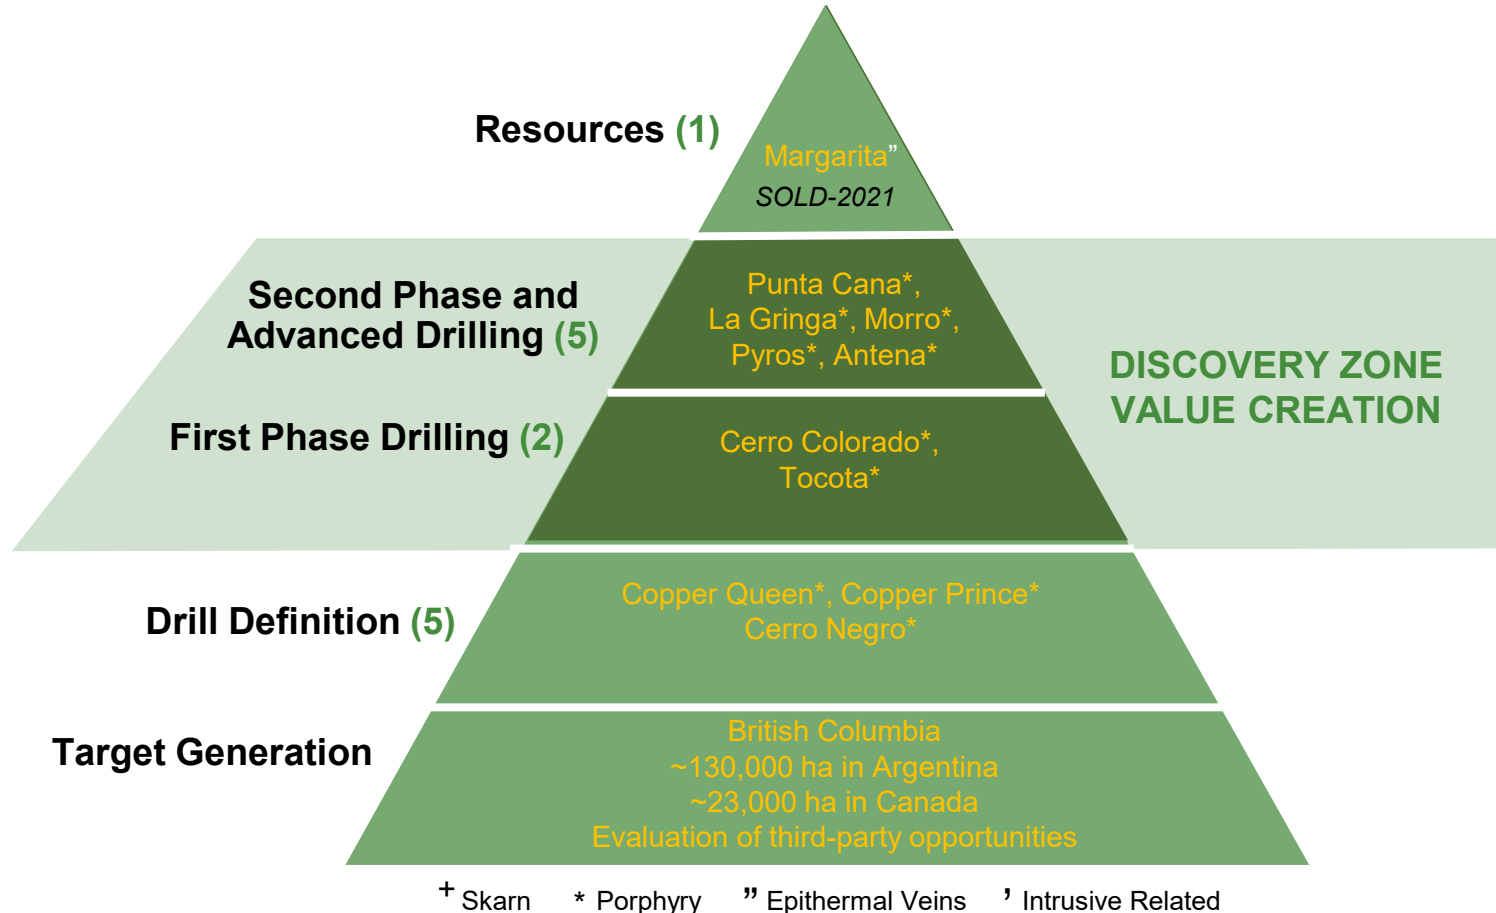 Resources (1)
Margarita”
SOLD-2021
Second Phase and
Advanced Drilling (5)
Punta Cana*,
La Gringa*, Morro*,
Pyros*, Antena*
DISCOVERY ZONE
VALUE CREATION
First Phase Drilling (2)
Cerro Colorado*,
Tocota*
Drill Definition (5)
Copper Queen*, Copper Prince*
Cerro Negro*
Target Generation
British Columbia
~130,000 ha in Argentina
~23,000 ha in Canada
Evaluation of third-party opportunities
+ Skarn * Porphyry ” Epithermal Veins ’ Intrusive Related